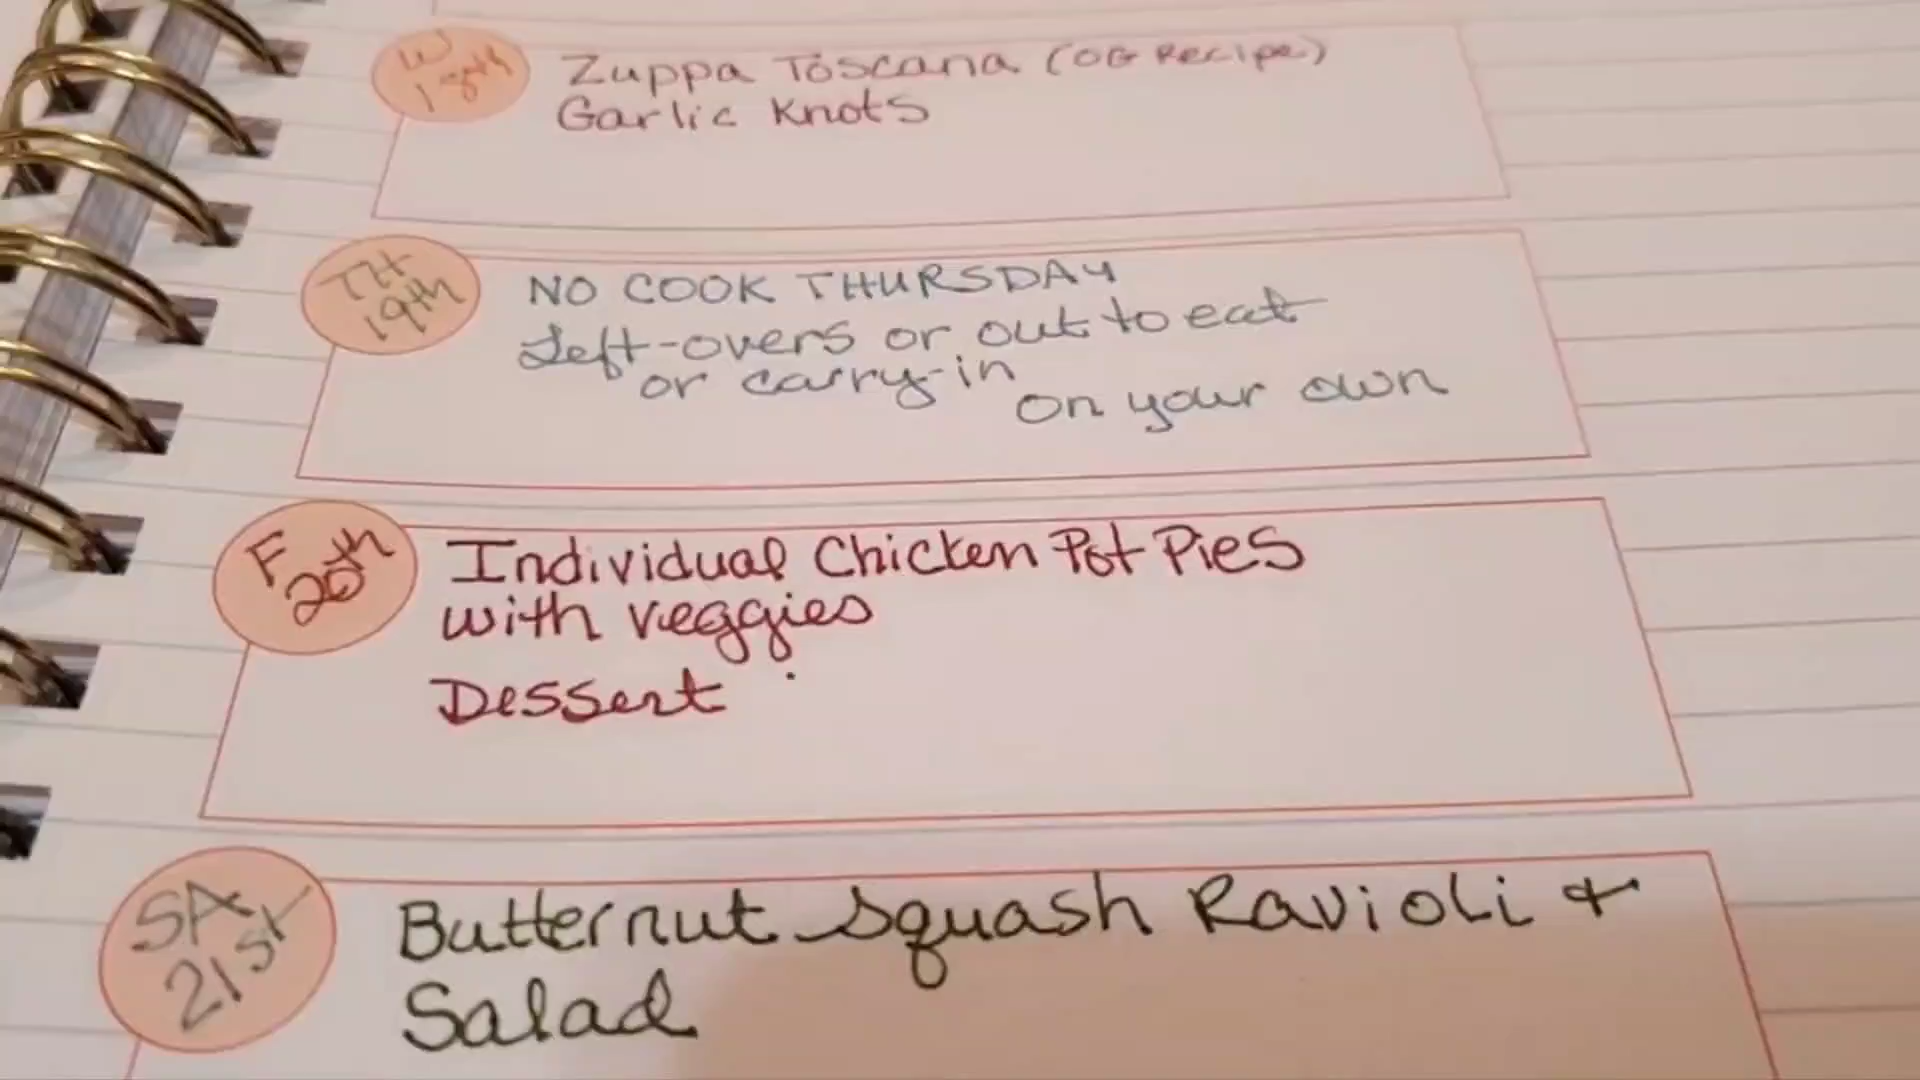 W
18th
Zuppa Toscana (OG Recipe)
Garlic Knots
TH
19th
NO COOK THURSDAY
Left-overs or out to eat
or carry-in
on your own
F
20th
Individual Chicken Pot Pies
with veggies
Dessert
SA
21st
Butternut Squash Ravioli +
Salad